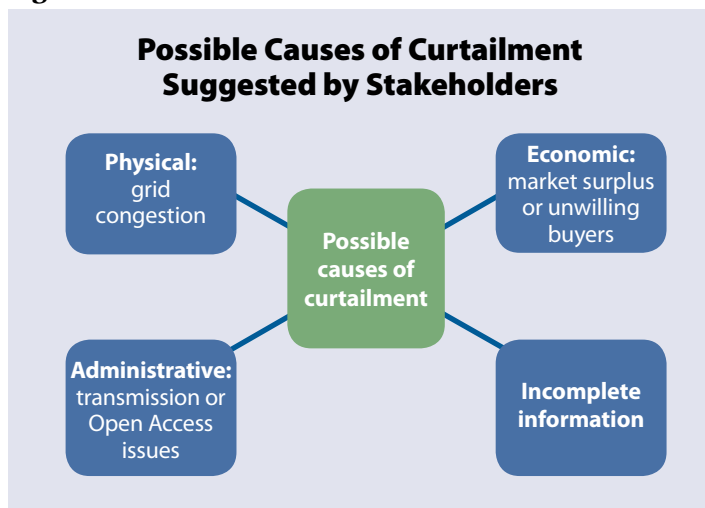 Possible Causes of Curtailment
Suggested by Stakeholders
Physical:
grid
congestion
Economic:
market surplus
or unwilling
buyers
Possible
causes of
curtailment
Administrative:
transmission or
Open Access
issues
Incomplete
information